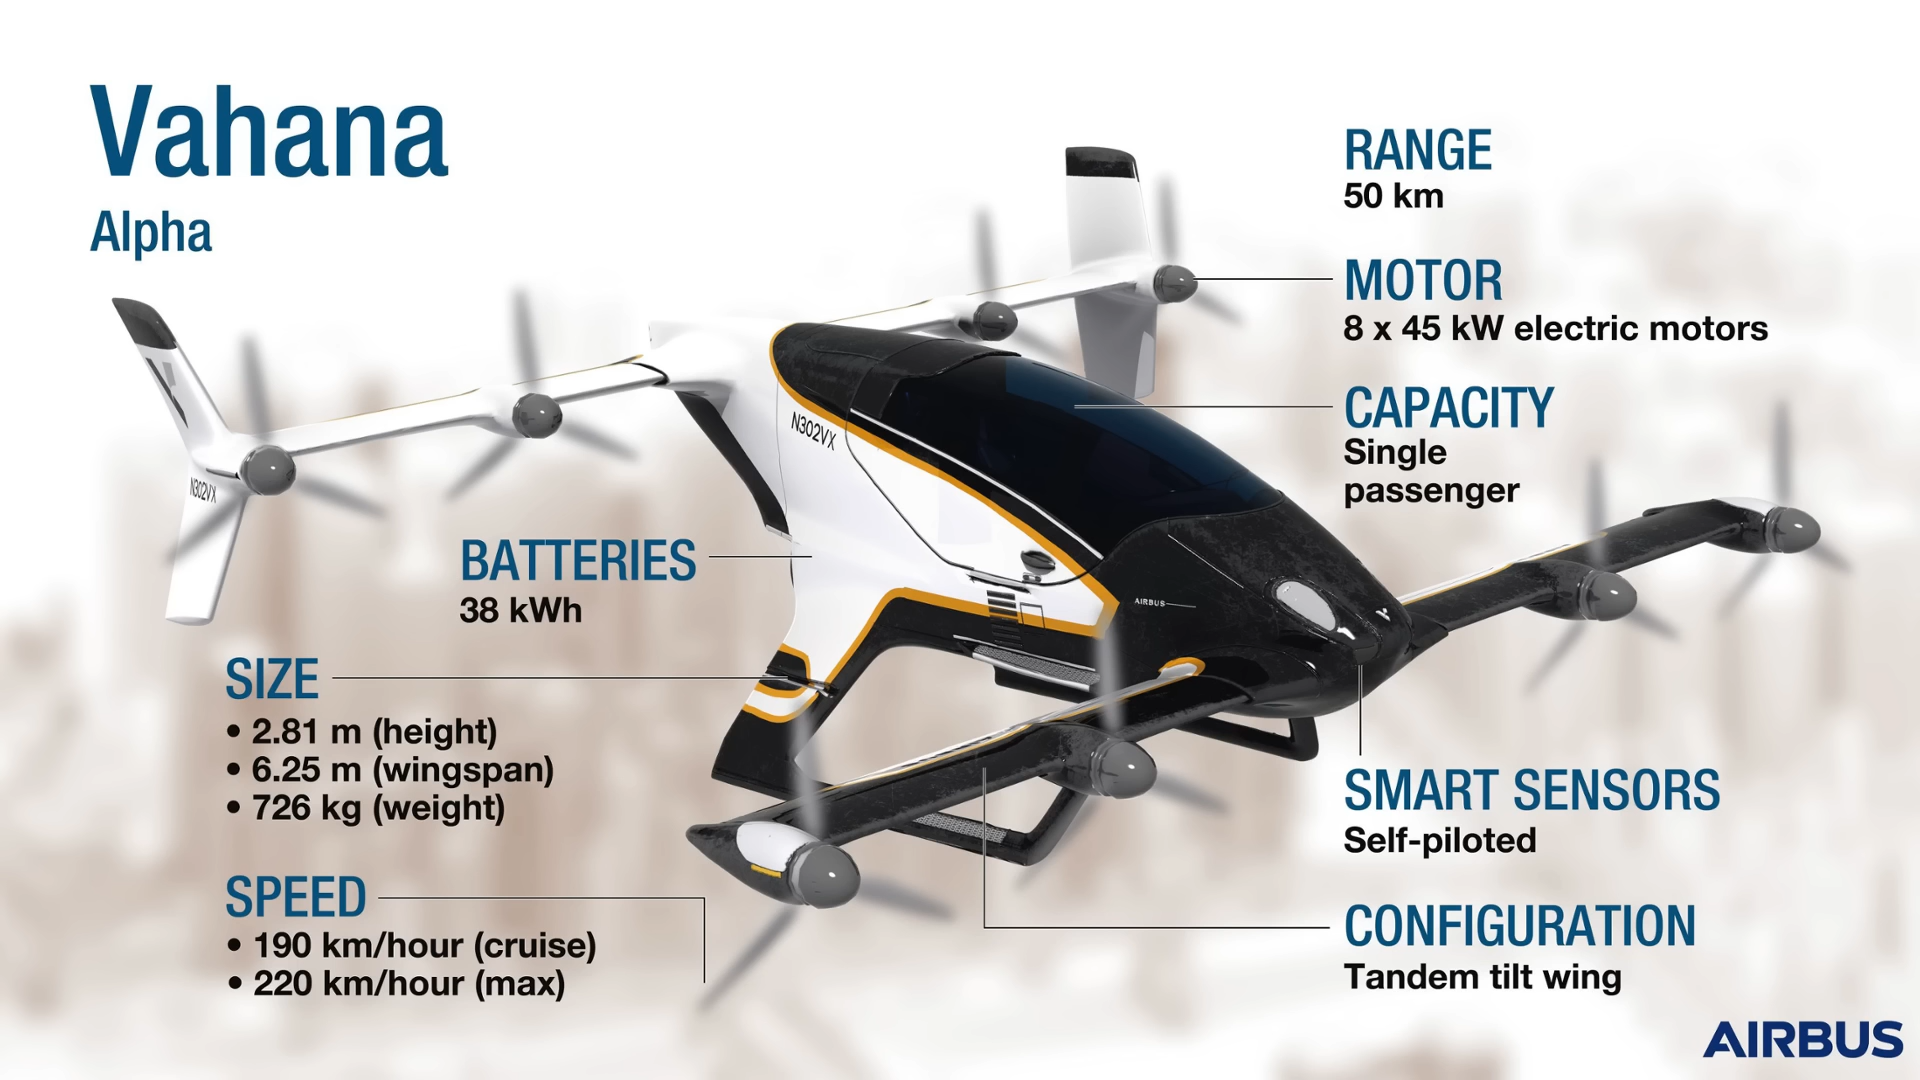 Vahana
Alpha
RANGE
50 km
MOTOR
8 x 45 kW electric motors
CAPACITY
Single
passenger
N302VX
N302VX
BATTERIES
38 kWh
AIRBUS
SIZE
• 2.81 m (height)
• 6.25 m (wingspan)
• 726 kg (weight)
SMART SENSORS
Self-piloted
SPEED
• 190 km/hour (cruise)
• 220 km/hour (max)
CONFIGURATION
Tandem tilt wing
AIRBUS